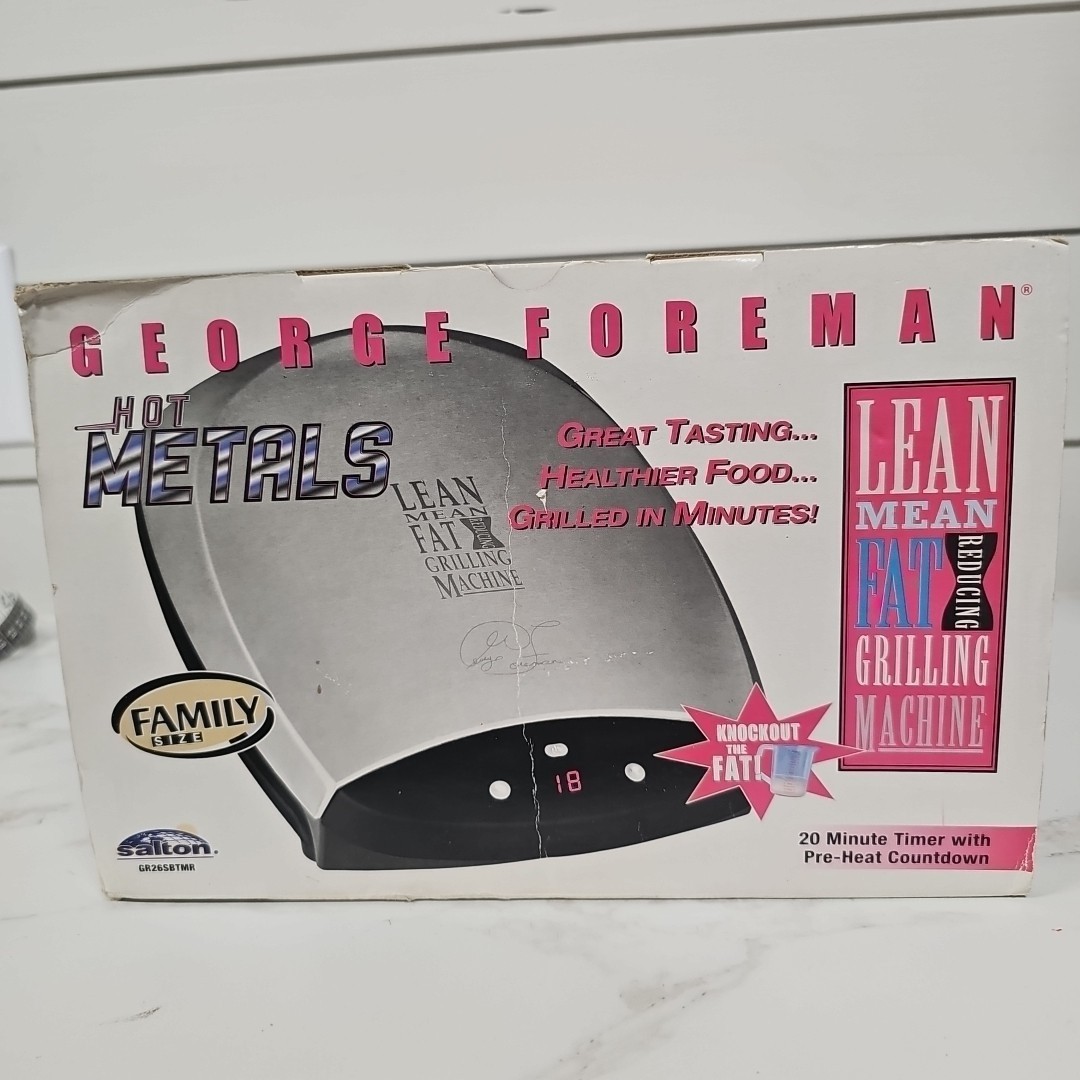 GEORGE FOREMAN®
HOT
METALS
GREAT TASTING...
HEALTHIER FOOD...
GRILLED IN MINUTES!
LEAN
MEAN
FAT REDUCING
GRILLING
MACHINE
LEAN
MEAN
FAT REDUCING
GRILLING
MACHINE
FAMILY
SIZE
18
KNOCKOUT
THE
FAT!
salton.
GR26SBTMR
20 Minute Timer with
Pre-Heat Countdown